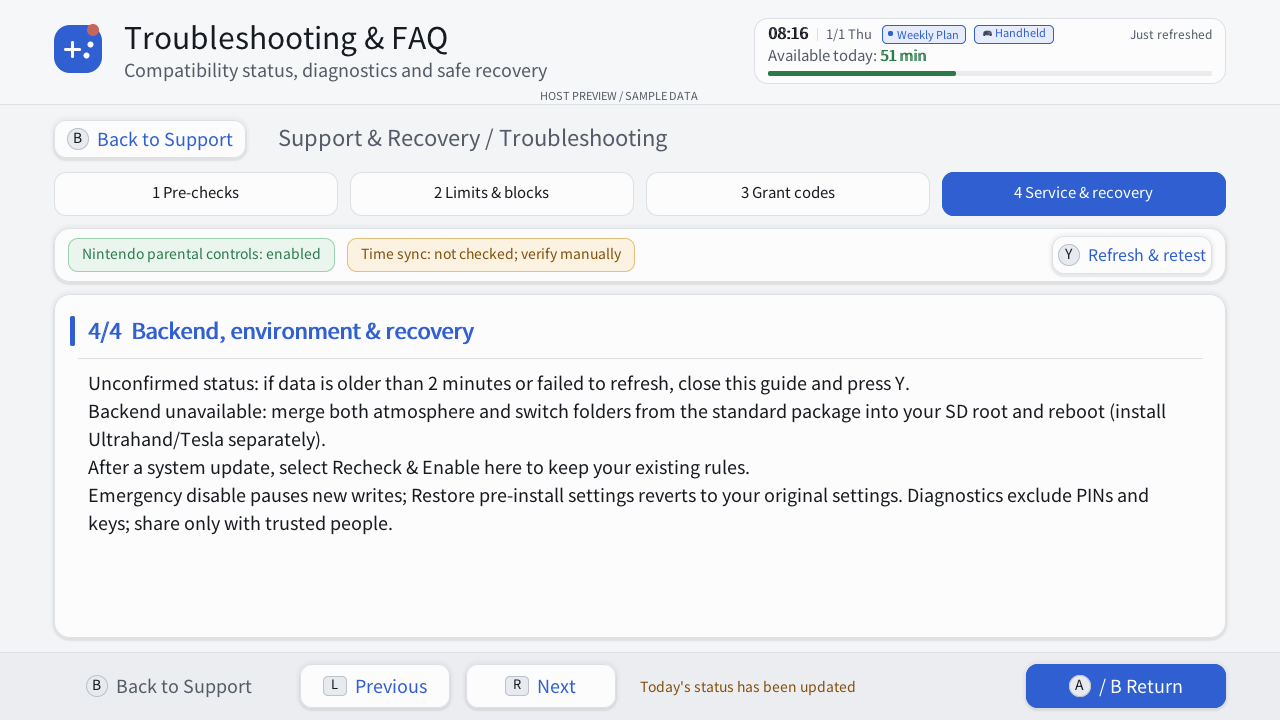 Troubleshooting & FAQ
Compatibility status, diagnostics and safe recovery
08:16 1/1 Thu Weekly Plan Handheld Just refreshed
Available today: 51 min
HOST PREVIEW / SAMPLE DATA
B Back to Support Support & Recovery / Troubleshooting
1 Pre-checks 2 Limits & blocks 3 Grant codes 4 Service & recovery
Nintendo parental controls: enabled Time sync: not checked; verify manually Y Refresh & retest
4/4 Backend, environment & recovery
Unconfirmed status: if data is older than 2 minutes or failed to refresh, close this guide and press Y.
Backend unavailable: merge both atmosphere and switch folders from the standard package into your SD root and reboot (install
Ultrahand/Tesla separately).
After a system update, select Recheck & Enable here to keep your existing rules.
Emergency disable pauses new writes; Restore pre-install settings reverts to your original settings. Diagnostics exclude PINs and
keys; share only with trusted people.
B Back to Support L Previous R Next Today's status has been updated A / B Return